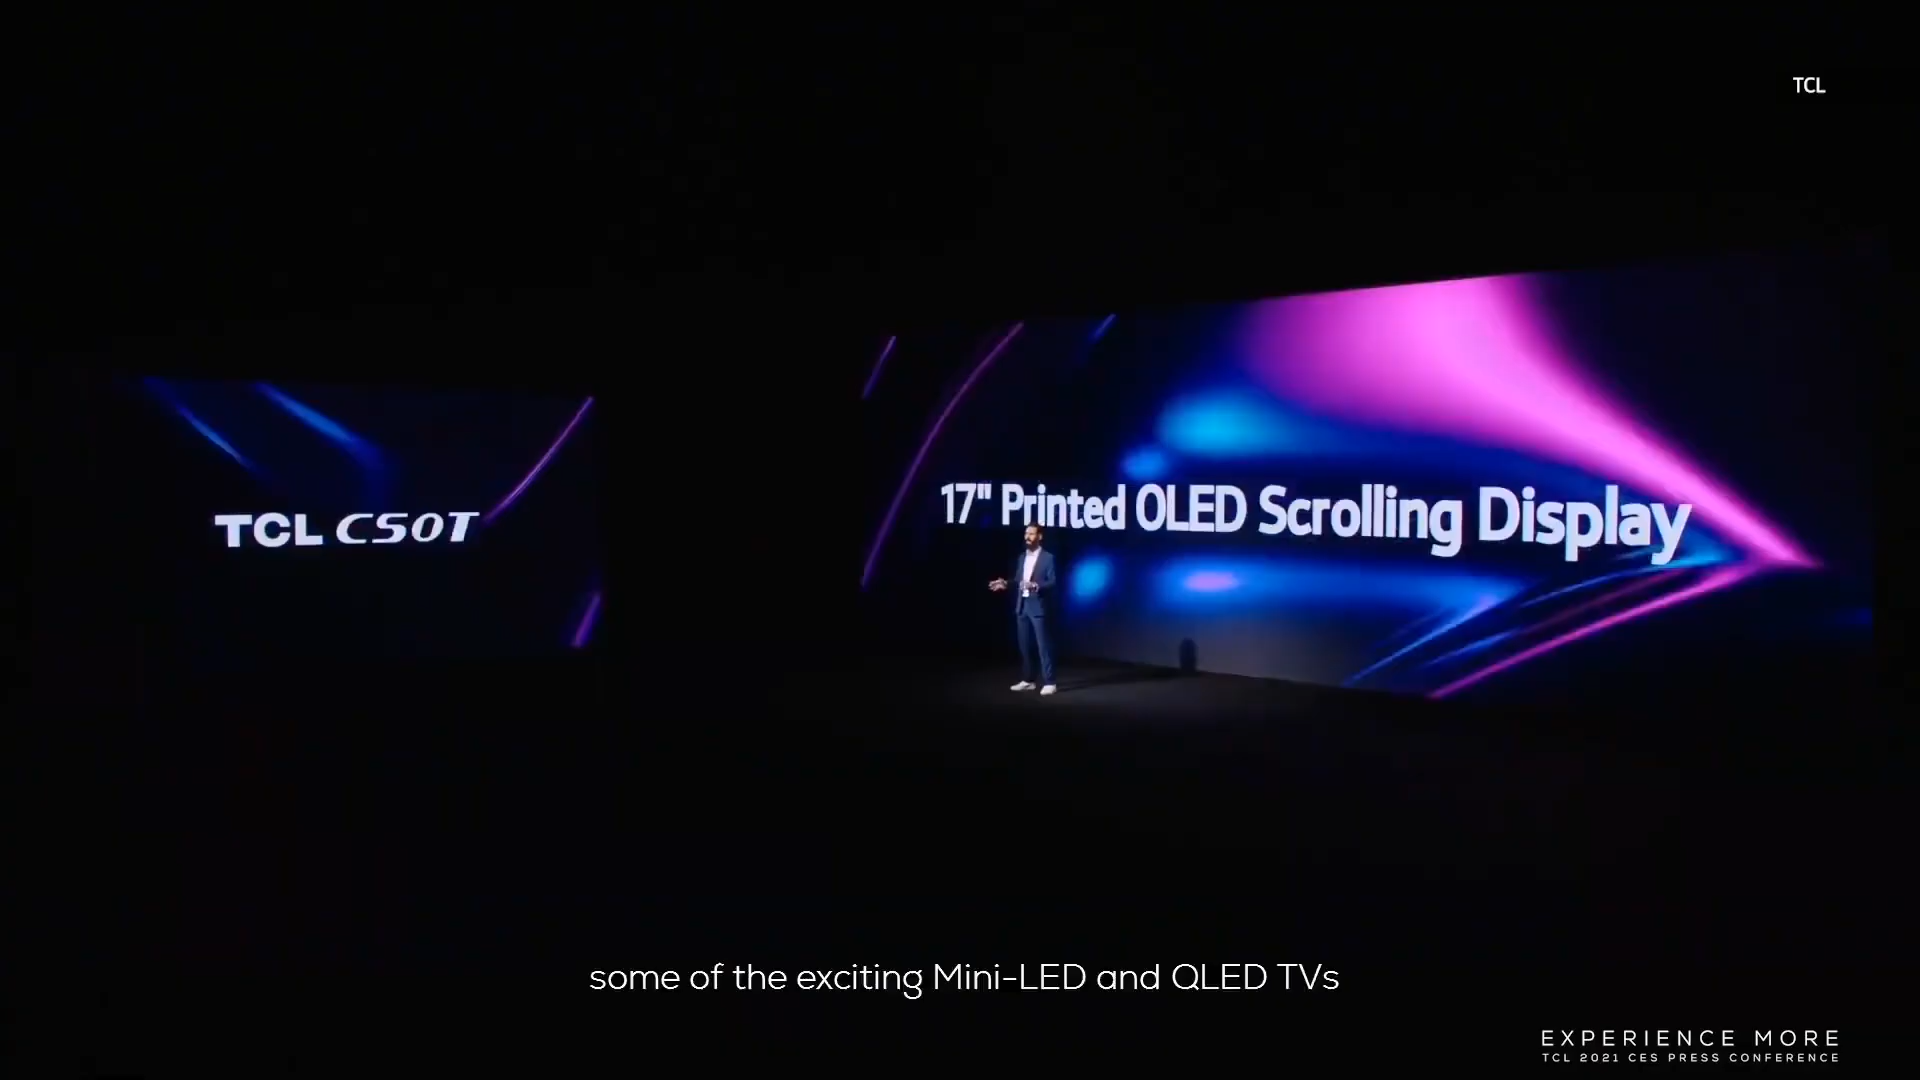 TCL
17" Printed OLED Scrolling Display
TCL CSOT
some of the exciting Mini-LED and QLED TVs
EXPERIENCE MORE
TCL 2021 CES PRESS CONFERENCE